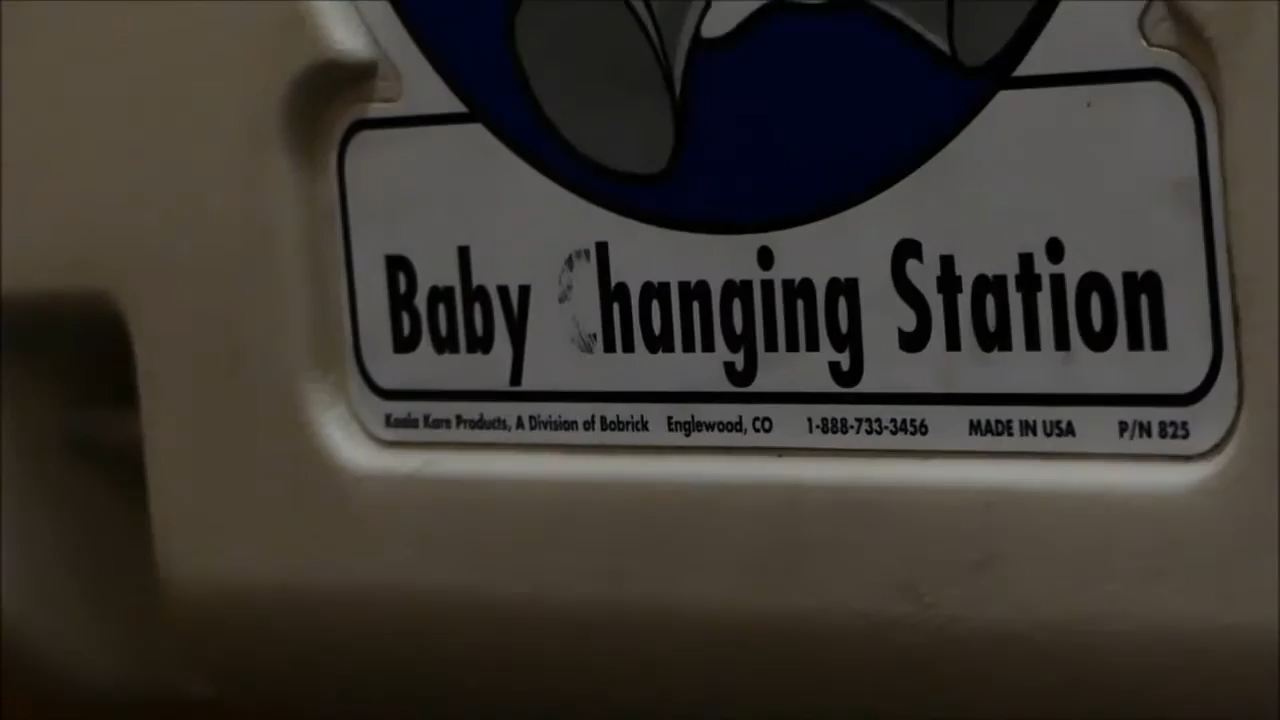 Baby Changing Station
Koala Kare Products, A Division of Bobrick Englewood, CO 1-888-733-3456 MADE IN USA P/N 825